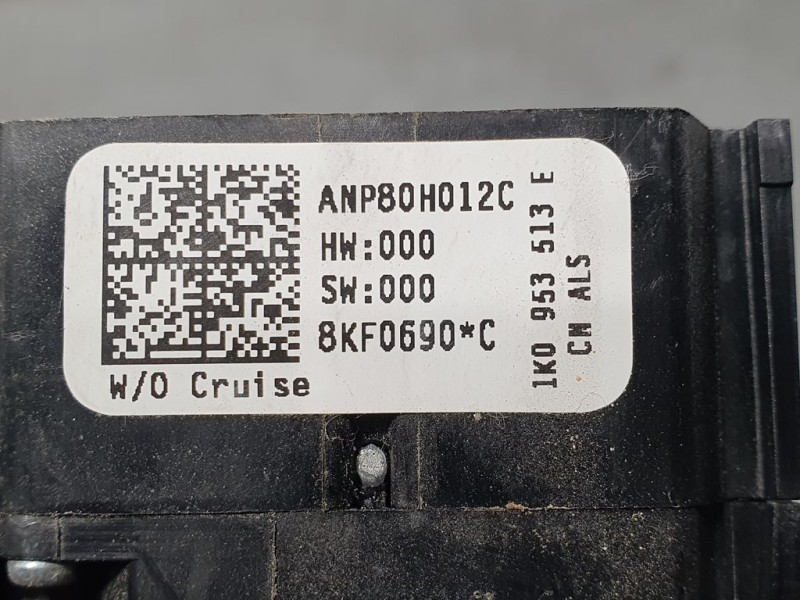 ANP80H012C
HW:000
SW:000
8KF0690*C
W/O Cruise
1K0 953 513 E
CM ALS